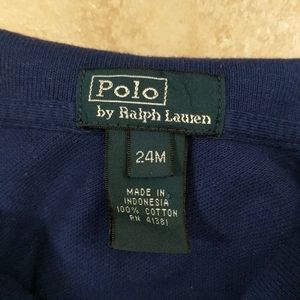 Polo
by Ralph Lauren
24M
MADE IN
INDONESIA
100% COTTON
RN 41381